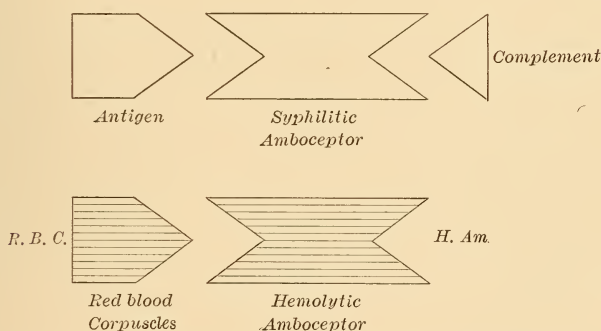 Complement
Antigen
Syphilitic
Amboceptor
R. B. C.
H. Am.
Red blood
Corpuscles
Hemolytic
Amboceptor